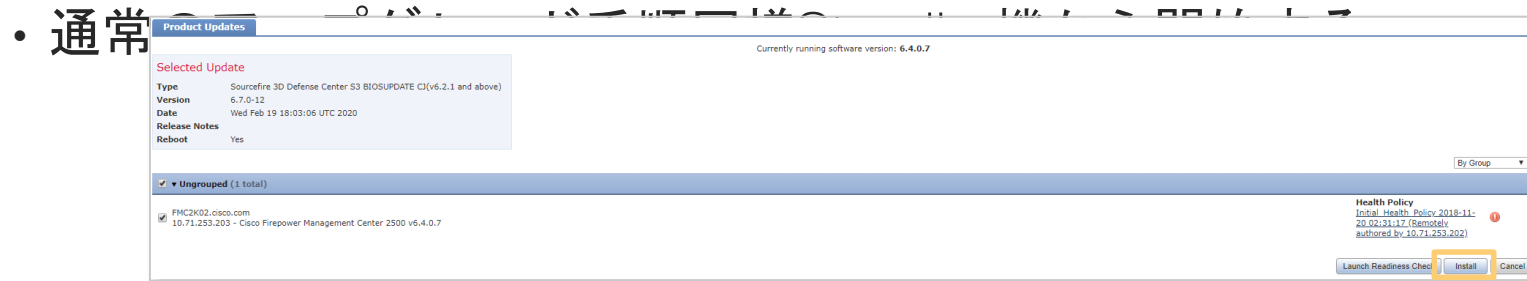 ・通常
Product Updates
Currently running software version: 6.4.0.7
Selected Update
Type Sourcefire 3D Defense Center S3 BIOSUPDATE CJ(v6.2.1 and above)
Version 6.7.0-12
Date Wed Feb 19 18:03:06 UTC 2020
Release Notes
Reboot Yes
By Group ▼
▼ Ungrouped (1 total)
FMC2K02.cisco.com
10.71.253.203 - Cisco Firepower Management Center 2500 v6.4.0.7
Health Policy
Initial_Health_Policy 2018-11-
20 02:31:17 (Remotely
authored by 10.71.253.202)
Launch Readiness Check Install Cancel